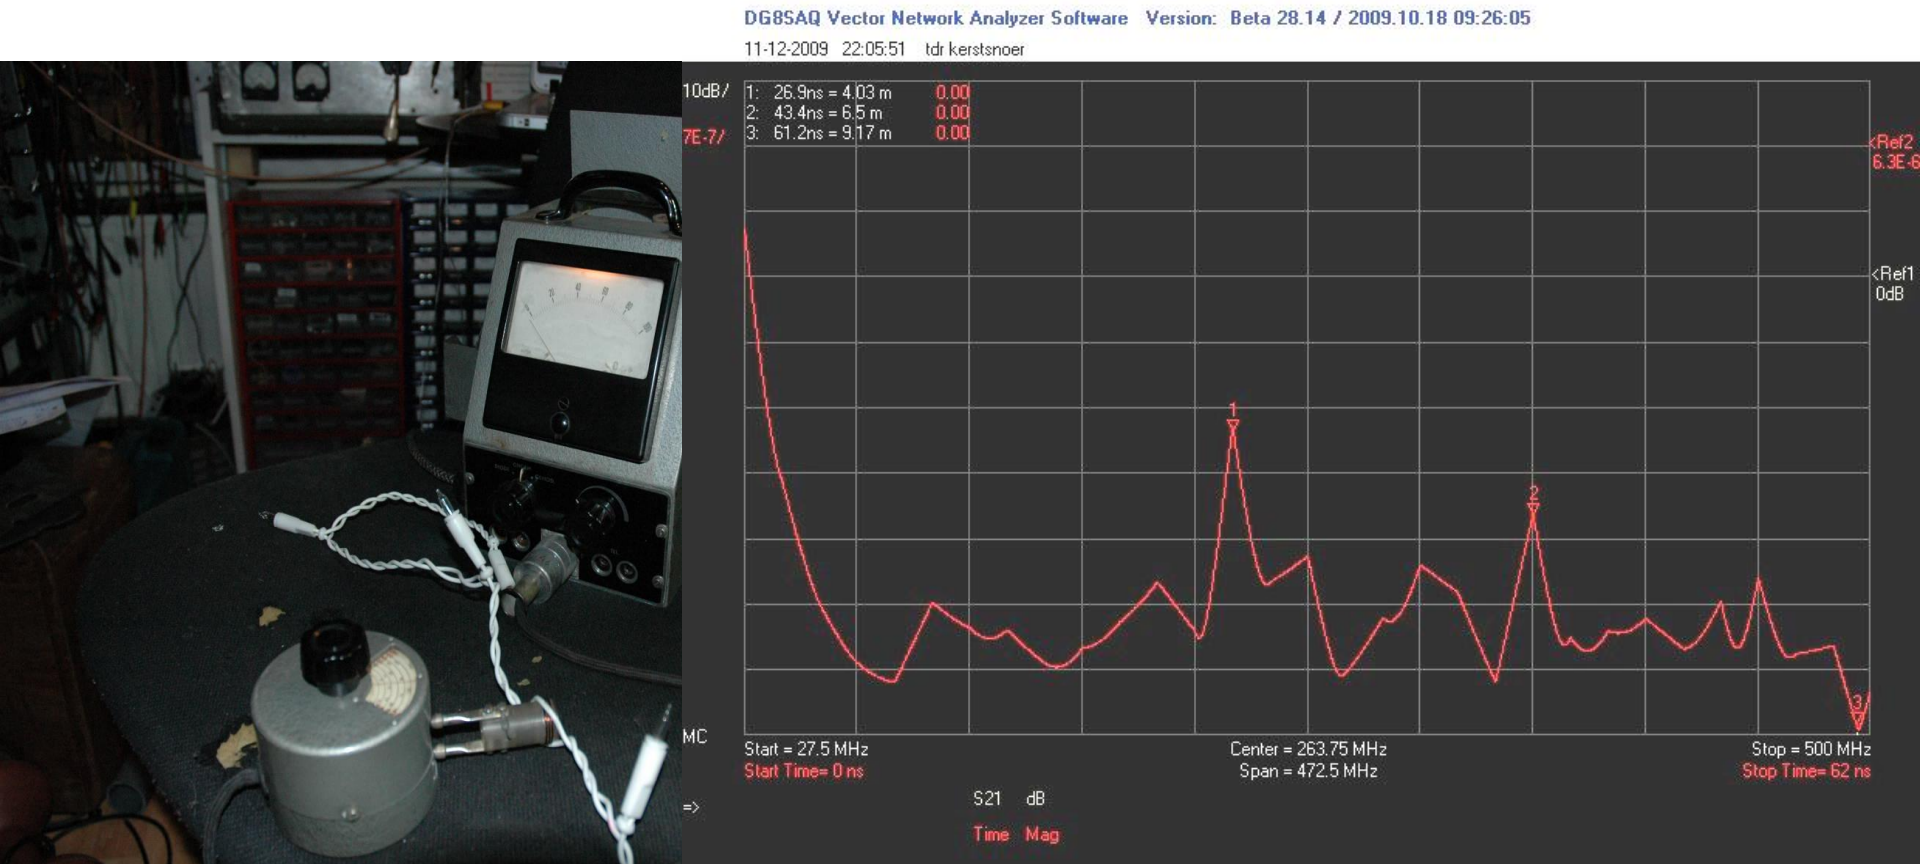 DG8SAQ Vector Network Analyzer Software Version: Beta 28.14 / 2009.10.18 09:26:05
11-12-2009 22:05:51 tdr kerstsnoer
10dB/
7E-7/
1: 26.9ns = 4.03 m 0.00
2: 43.4ns = 6.5 m 0.00
3: 61.2ns = 9.17 m 0.00
<Ref2
6.3E-6
<Ref1
0dB
1
2
3
MC
Start = 27.5 MHz Center = 263.75 MHz Stop = 500 MHz
Start Time= 0 ns Span = 472.5 MHz Stop Time= 62 ns
=>
S21 dB
Time Mag